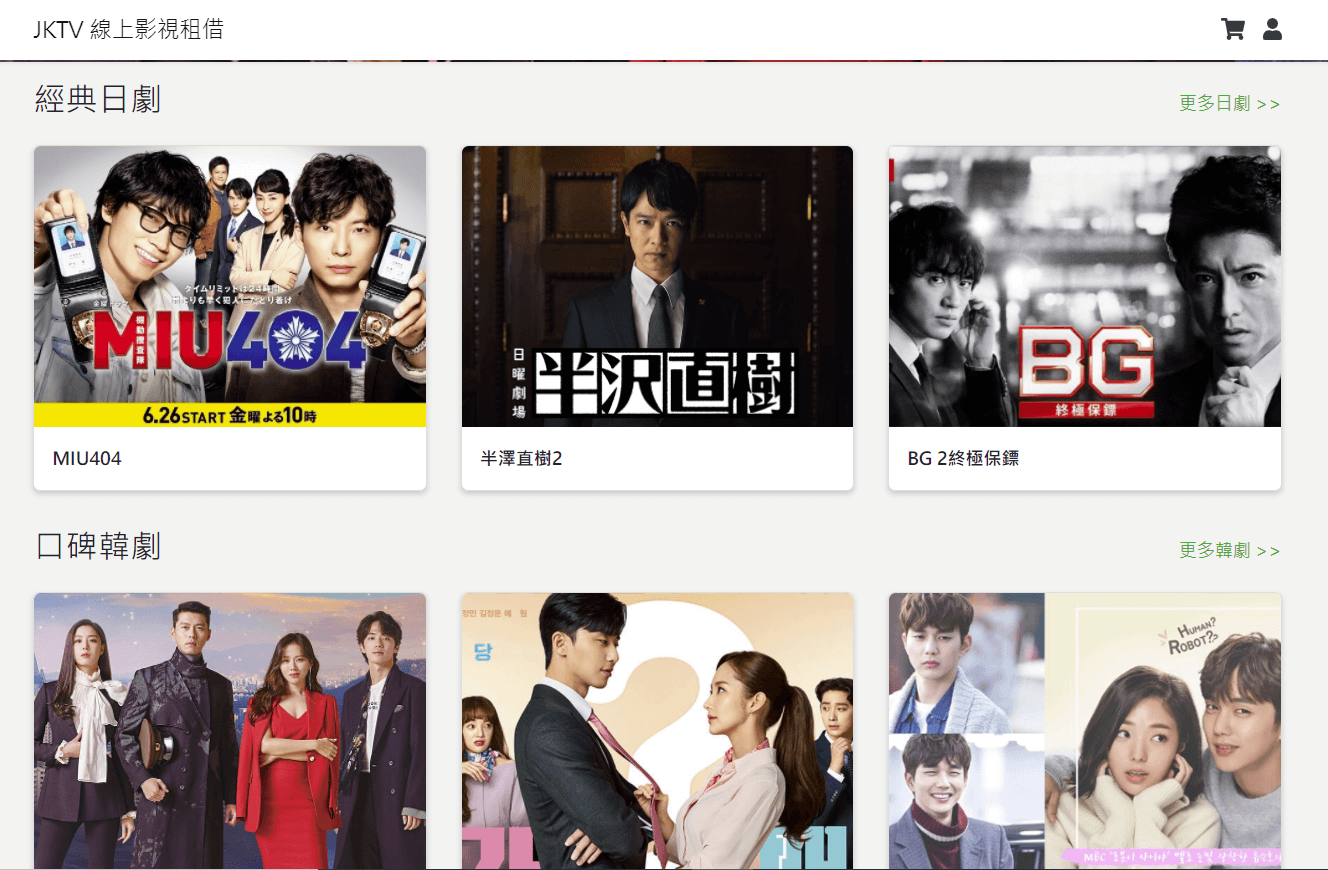 JKTV 線上影視租借
經典日劇
更多日劇 >>
タイムリミットは24時間
誰よりも早く犯人にたどり着け
金曜ドラマ
機動捜査隊
MIU404
6.26START 金曜よる10時
MIU404
日曜劇場
半沢直樹
半澤直樹2
BG
終極保鏢
BG 2終極保鏢
口碑韓劇
更多韓劇 >>
당
HUMAN?
ROBOT??